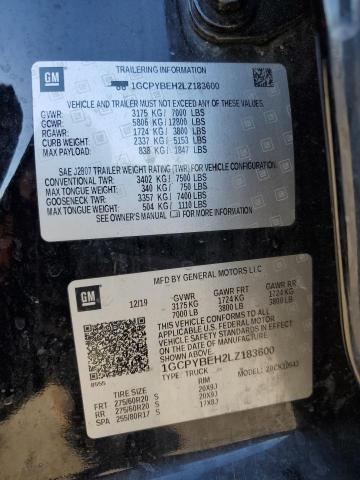 GM
TRAILERING INFORMATION
1GCPYBEH2LZ183600
VEHICLE AND TRAILER MUST NOT EXCEED ANY RATINGS
GVWR: 3175 KG/ 7000 LBS
GCWR: 5806 KG/ 12800 LBS
RGAWR: 1724 KG/ 3800 LBS
CURB WEIGHT: 2337 KG/ 5153 LBS
MAX PAYLOAD: 838 KG/ 1847 LBS
SAE J2807 TRAILER WEIGHT RATING (TWR) FOR VEHICLE CONFIGURATION.
CONVENTIONAL TWR: 3402 KG/ 7500 LBS
MAX TONGUE WEIGHT: 340 KG/ 750 LBS
GOOSENECK TWR: 3357 KG/ 7400 LBS
MAX TONGUE WEIGHT: 504 KG/ 1110 LBS
SEE OWNER'S MANUAL FOR MORE INFORMATION
MFD BY GENERAL MOTORS LLC
GM
12/19 GVWR GAWR FRT GAWR RR
3175 KG 1724 KG 1724 KG
7000 LB 3800 LB 3800 LB
THIS VEHICLE CONFORMS TO ALL
APPLICABLE U.S. FEDERAL MOTOR
VEHICLE SAFETY STANDARDS IN
EFFECT ON THE DATE OF
MANUFACTURE SHOWN ABOVE.
1GCPYBEH2LZ183600
TYPE: TRUCK MODEL:
TIRE SIZE RIM
FRT 275/60R20 S 20X9J
RR 275/60R20 S 20X9J
SPA 255/80R17 S 17X8J